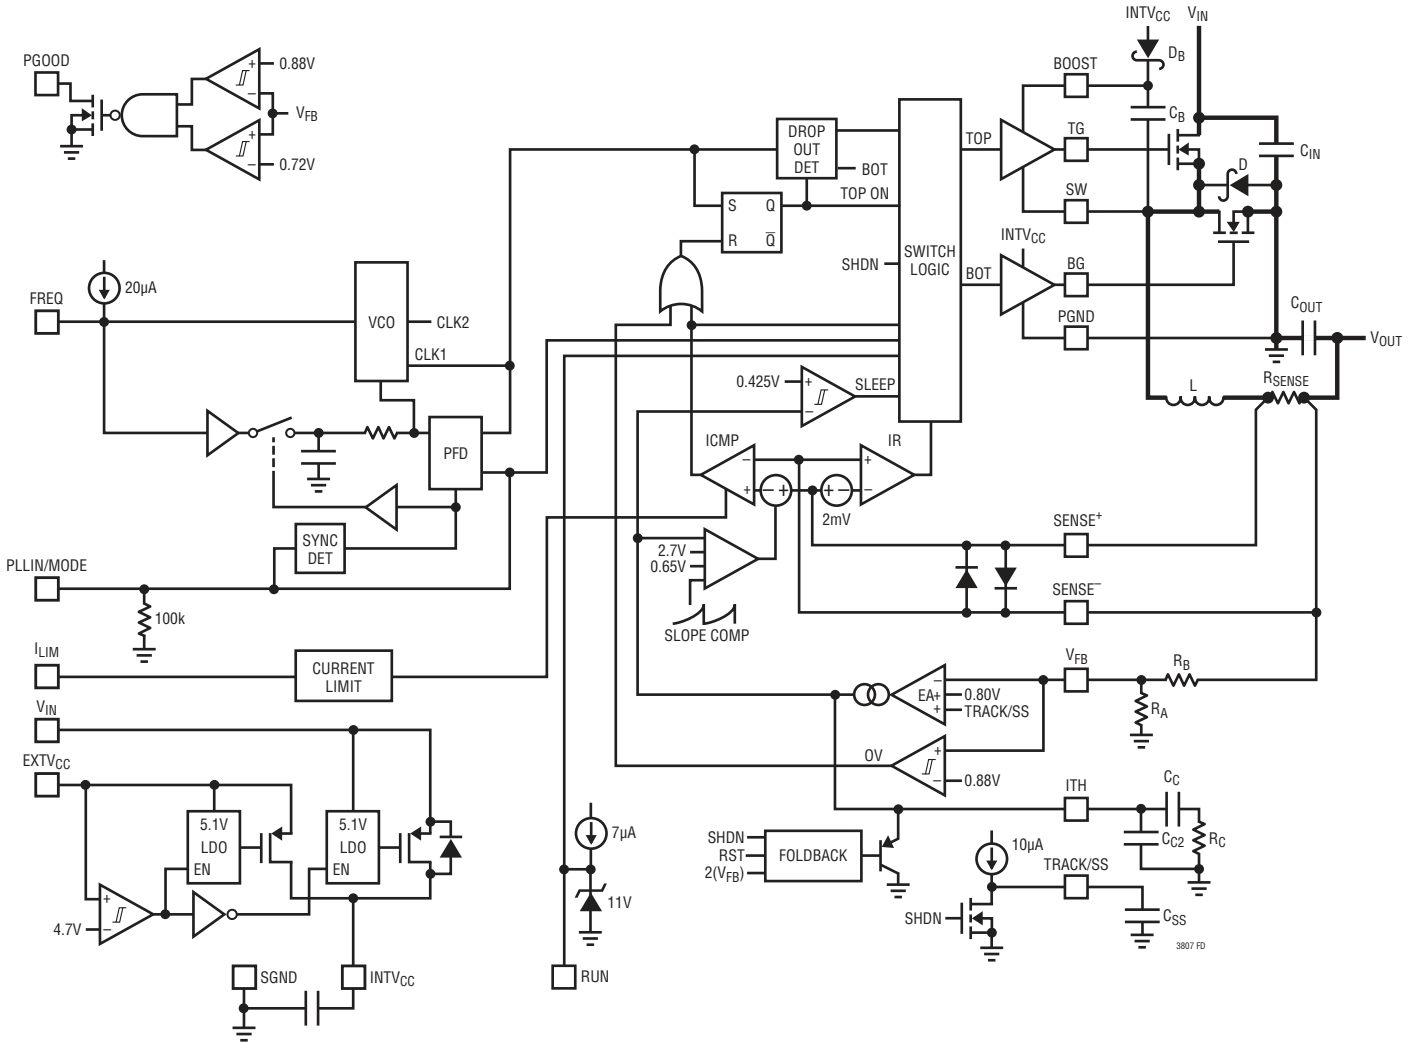 PGOOD
+
0.88V
–
VFB
+
0.72V
–
INTVCC
VIN
DB
BOOST
CB
TG
CIN
D
SW
TOP
DROP
OUT
DET
BOT
TOP ON
S
Q
R
Q̅
SHDN
SWITCH
LOGIC
INTVCC
BOT
BG
PGND
COUT
VOUT
L
RSENSE
20µA
FREQ
VCO
CLK2
CLK1
0.425V
+
–
SLEEP
PFD
ICMP
–
+
– +
+ –
2mV
IR
+
–
SYNC
DET
PLLIN/MODE
100k
2.7V
0.65V
SLOPE COMP
SENSE+
SENSE–
ILIM
CURRENT
LIMIT
VFB
RB
RA
–
EA+
+
0.80V
TRACK/SS
OV
+
–
0.88V
VIN
EXTVCC
5.1V
LDO
EN
5.1V
LDO
EN
+
4.7V
–
7µA
11V
SHDN
RST
2(VFB)
FOLDBACK
ITH
CC
CC2
RC
10µA
TRACK/SS
SHDN
CSS
SGND
INTVCC
RUN
3807 FD